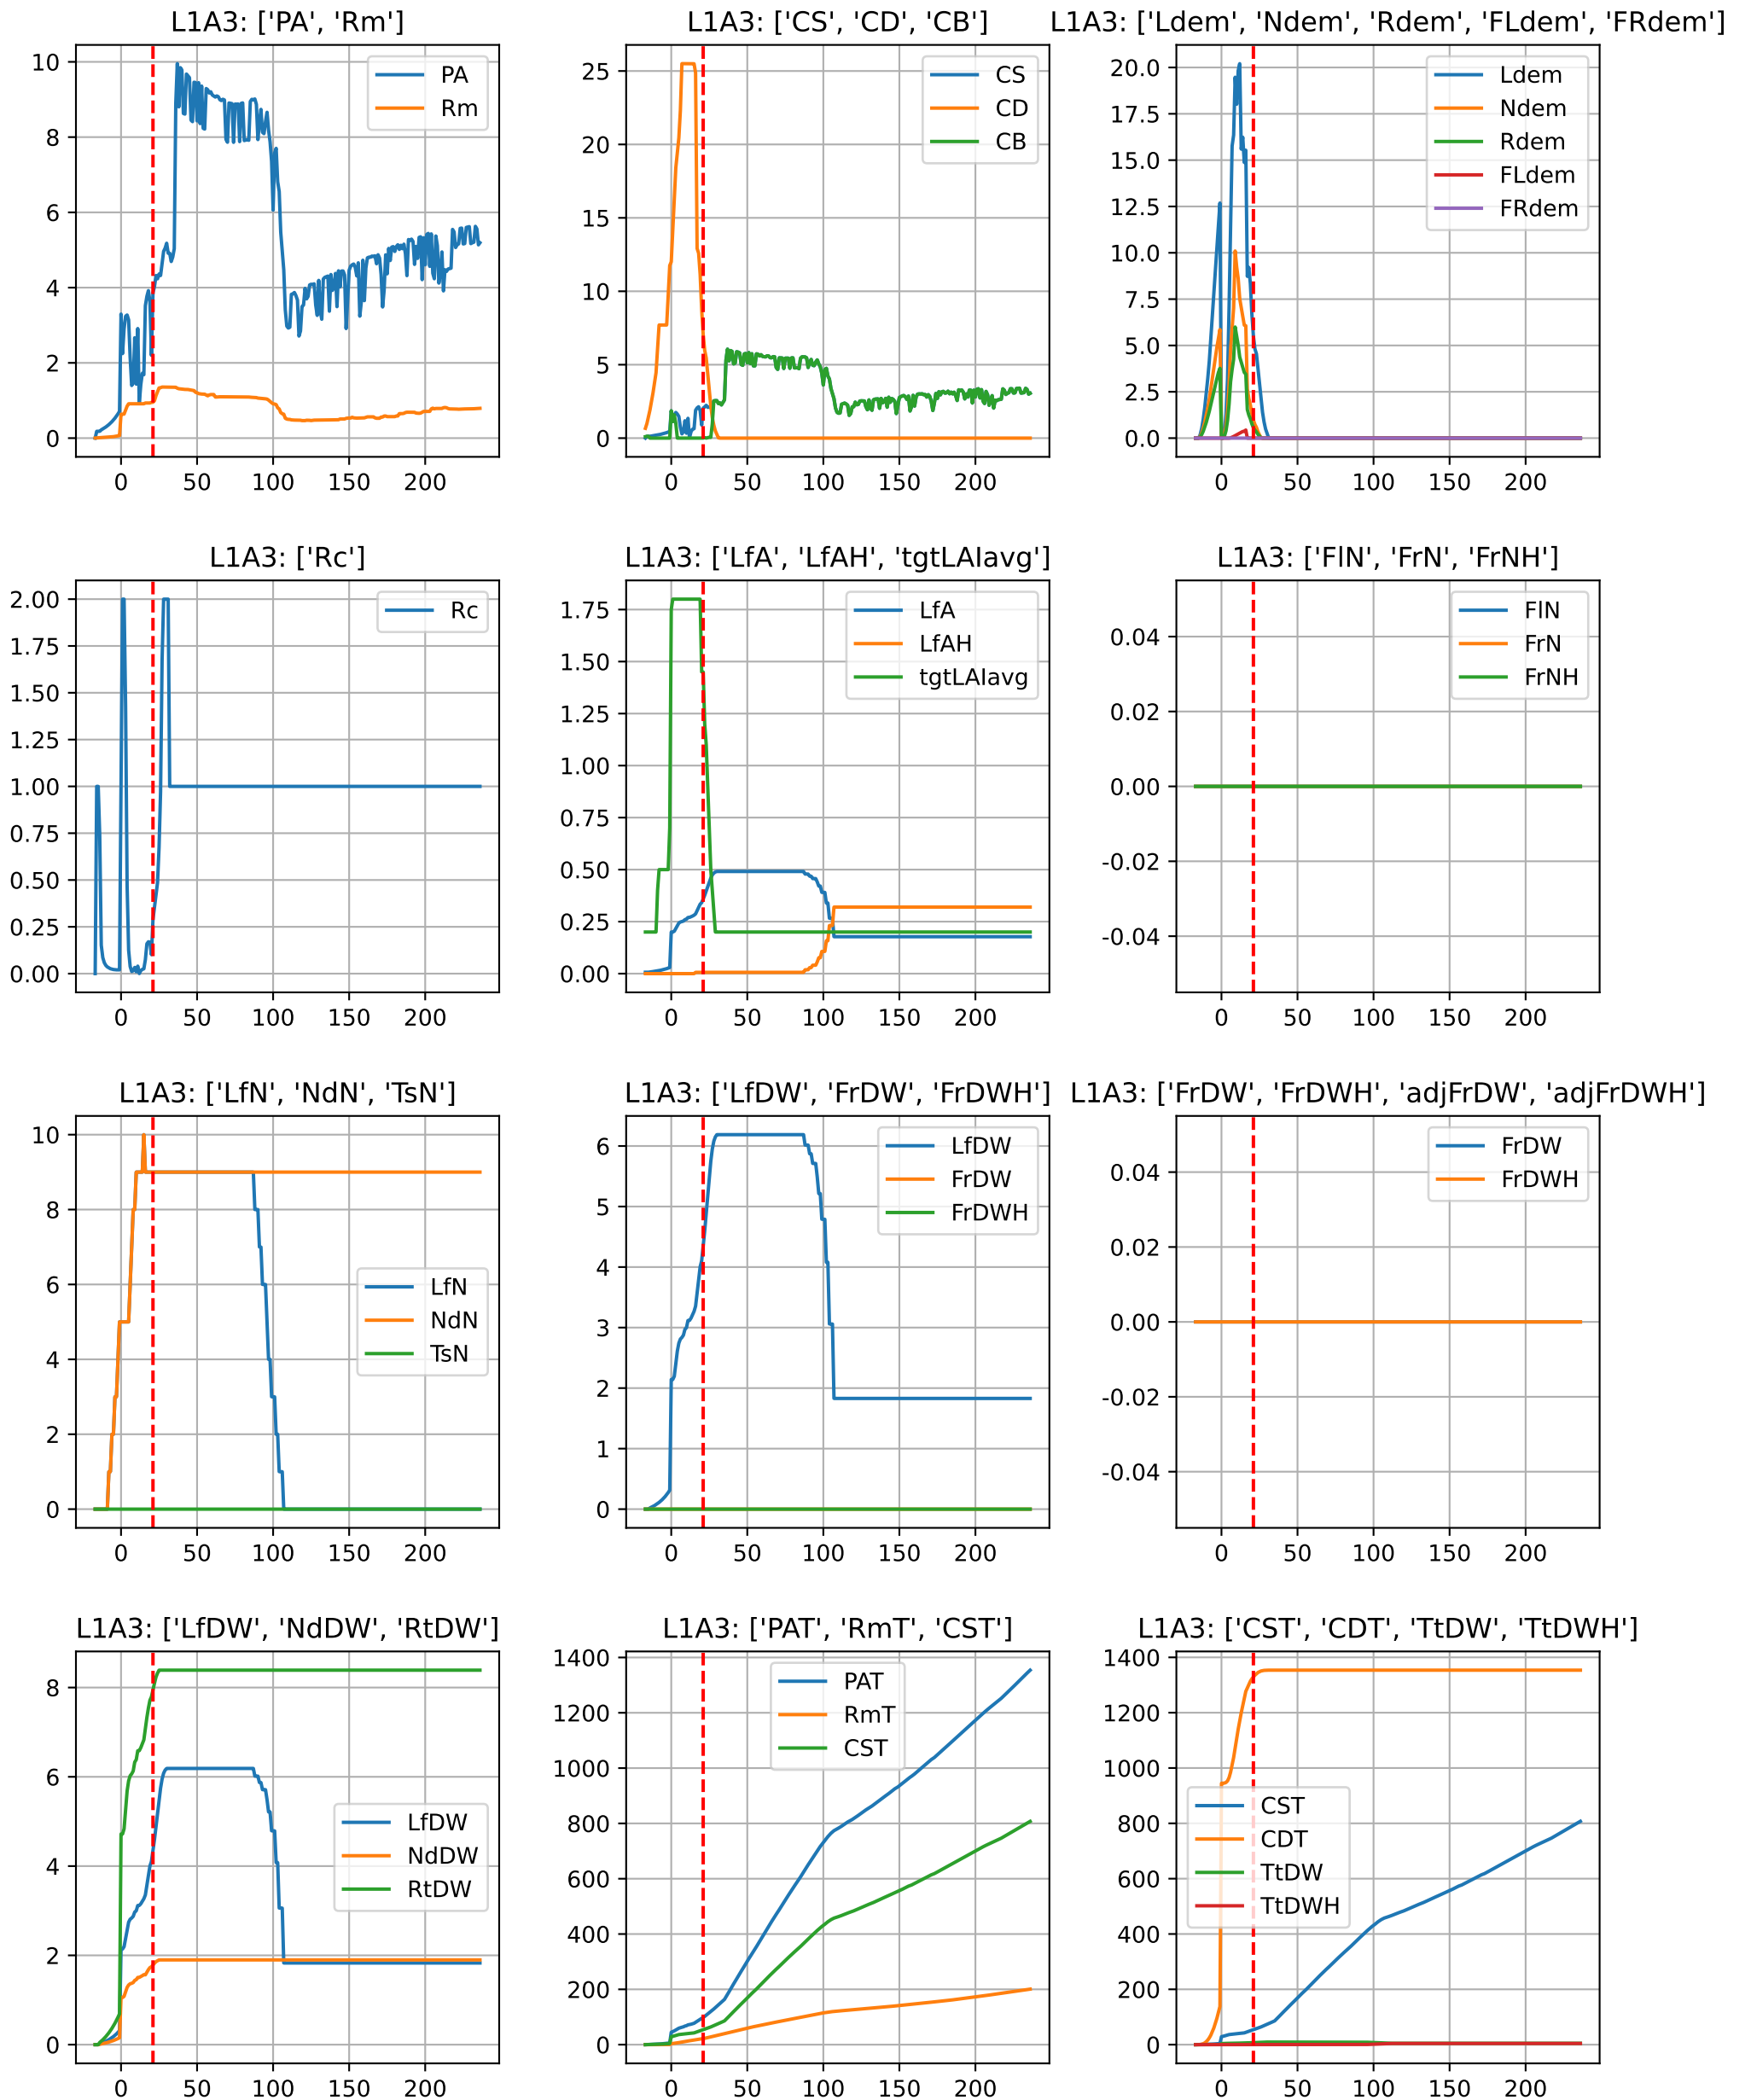 L1A3: ['PA', 'Rm']
10
8
6
4
2
0
0 50 100 150 200
PA
Rm
L1A3: ['CS', 'CD', 'CB']
25
20
15
10
5
0
0 50 100 150 200
CS
CD
CB
L1A3: ['Ldem', 'Ndem', 'Rdem', 'FLdem', 'FRdem']
20.0
17.5
15.0
12.5
10.0
7.5
5.0
2.5
0.0
0 50 100 150 200
Ldem
Ndem
Rdem
FLdem
FRdem
L1A3: ['Rc']
2.00
1.75
1.50
1.25
1.00
0.75
0.50
0.25
0.00
0 50 100 150 200
Rc
L1A3: ['LfA', 'LfAH', 'tgtLAIavg']
1.75
1.50
1.25
1.00
0.75
0.50
0.25
0.00
0 50 100 150 200
LfA
LfAH
tgtLAIavg
L1A3: ['FlN', 'FrN', 'FrNH']
0.04
0.02
0.00
-0.02
-0.04
0 50 100 150 200
FlN
FrN
FrNH
L1A3: ['LfN', 'NdN', 'TsN']
10
8
6
4
2
0
0 50 100 150 200
LfN
NdN
TsN
L1A3: ['LfDW', 'FrDW', 'FrDWH']
6
5
4
3
2
1
0
0 50 100 150 200
LfDW
FrDW
FrDWH
L1A3: ['FrDW', 'FrDWH', 'adjFrDW', 'adjFrDWH']
0.04
0.02
0.00
-0.02
-0.04
0 50 100 150 200
FrDW
FrDWH
L1A3: ['LfDW', 'NdDW', 'RtDW']
8
6
4
2
0
0 50 100 150 200
LfDW
NdDW
RtDW
L1A3: ['PAT', 'RmT', 'CST']
1400
1200
1000
800
600
400
200
0
0 50 100 150 200
PAT
RmT
CST
L1A3: ['CST', 'CDT', 'TtDW', 'TtDWH']
1400
1200
1000
800
600
400
200
0
0 50 100 150 200
CST
CDT
TtDW
TtDWH